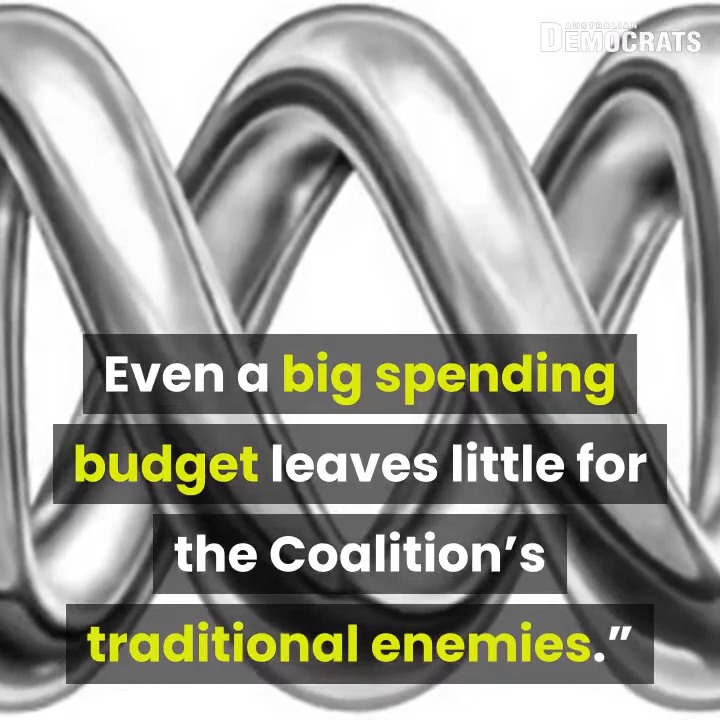 AUSTRALIAN
DEMOCRATS
Even a big spending
budget leaves little for
the Coalition’s
traditional enemies.”